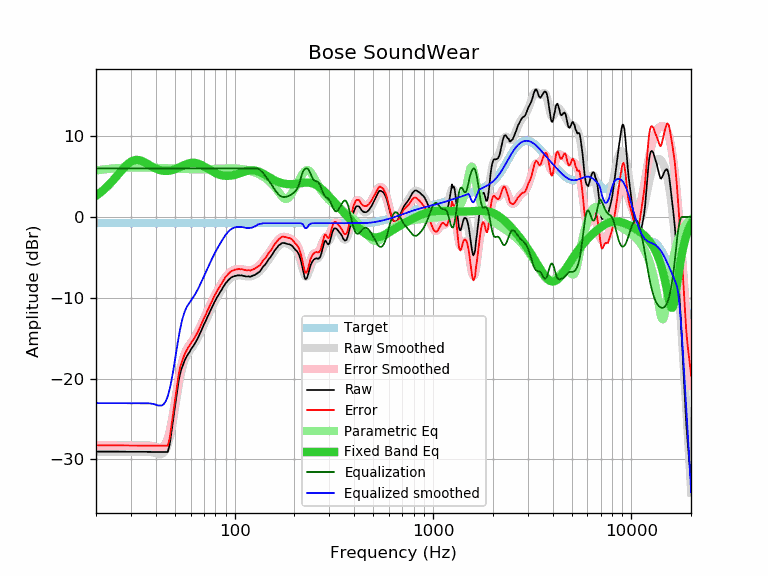 Bose SoundWear
Amplitude (dBr)
10
0
−10
−20
−30
Target
Raw Smoothed
Error Smoothed
Raw
Error
Parametric Eq
Fixed Band Eq
Equalization
Equalized smoothed
100 1000 10000
Frequency (Hz)